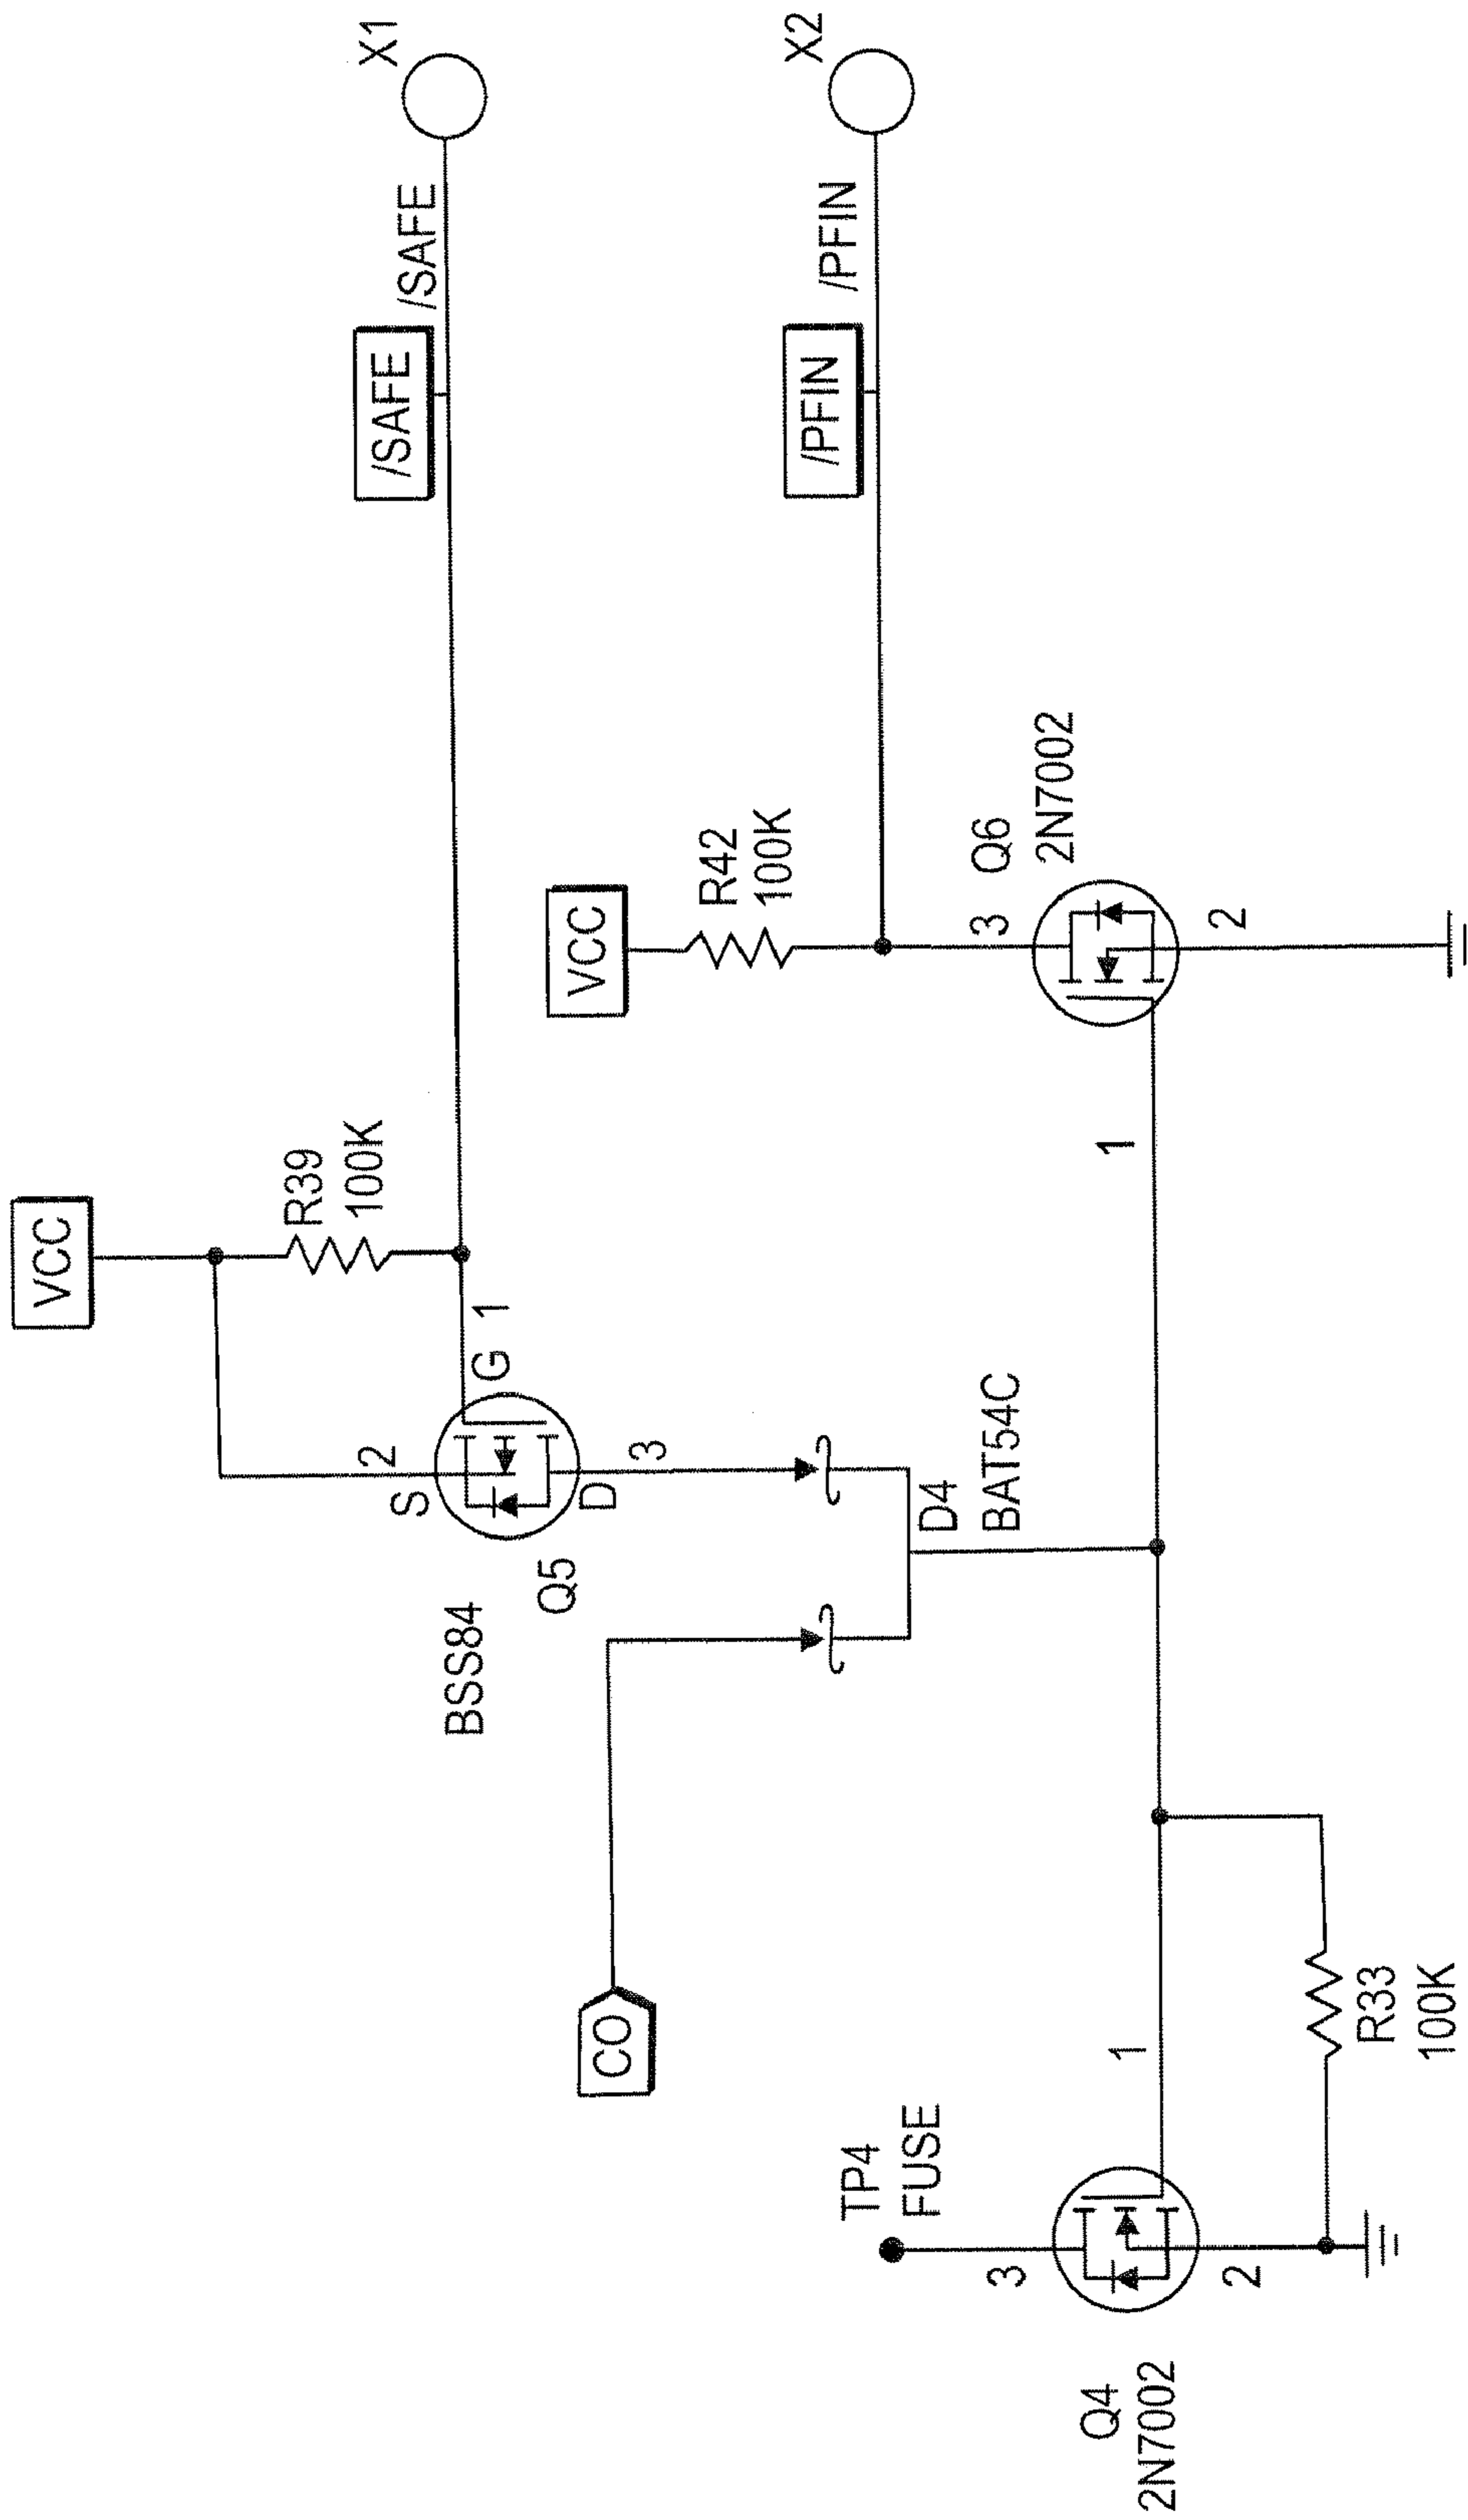 VCC
R39
100K
X1
/SAFE
/SAFE
2
S
G 1
BSS84
Q5
D
3
VCC
CO
R42
100K
X2
/PFIN
/PFIN
TP4
FUSE
D4
BAT54C
3
Q6
2N7002
3
1
1
Q4
2N7002
2
2
R33
100K